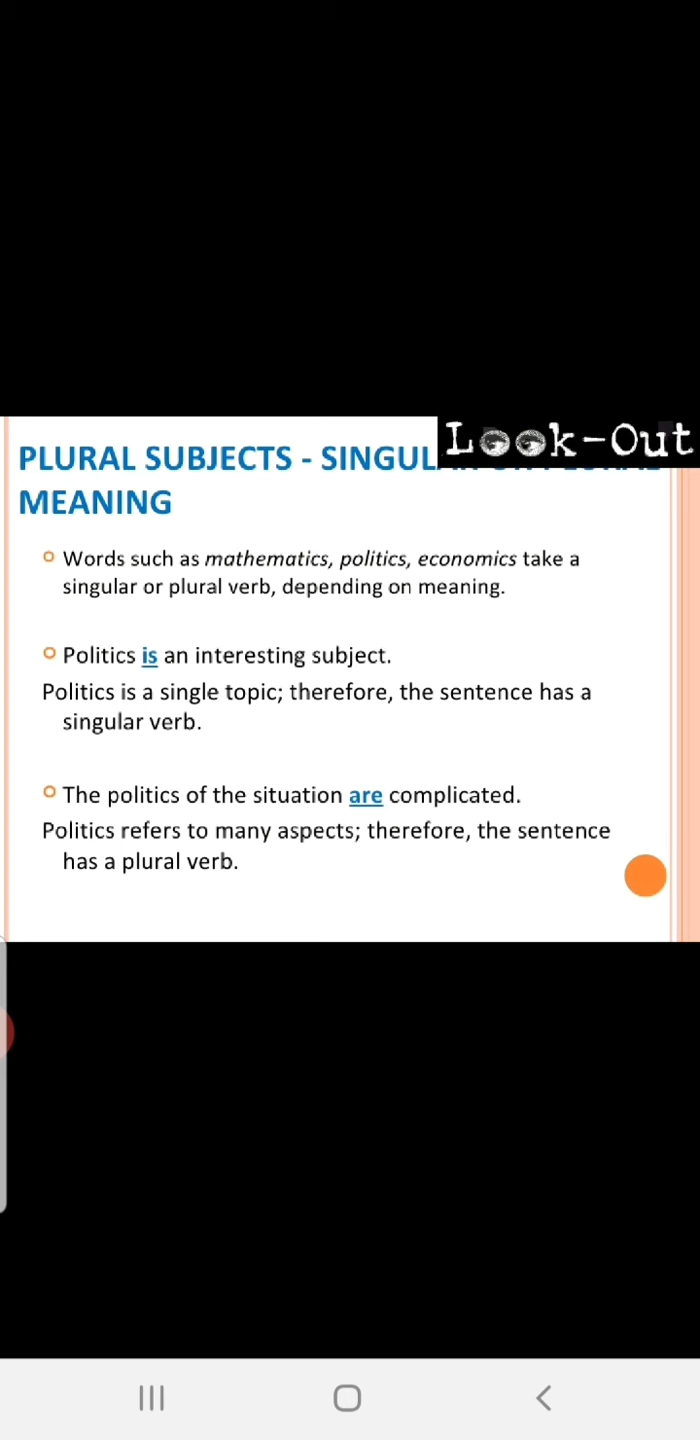 Look-Out
PLURAL SUBJECTS - SINGUL
MEANING
Words such as mathematics, politics, economics take a
singular or plural verb, depending on meaning.
Politics is an interesting subject.
Politics is a single topic; therefore, the sentence has a
singular verb.
The politics of the situation are complicated.
Politics refers to many aspects; therefore, the sentence
has a plural verb.